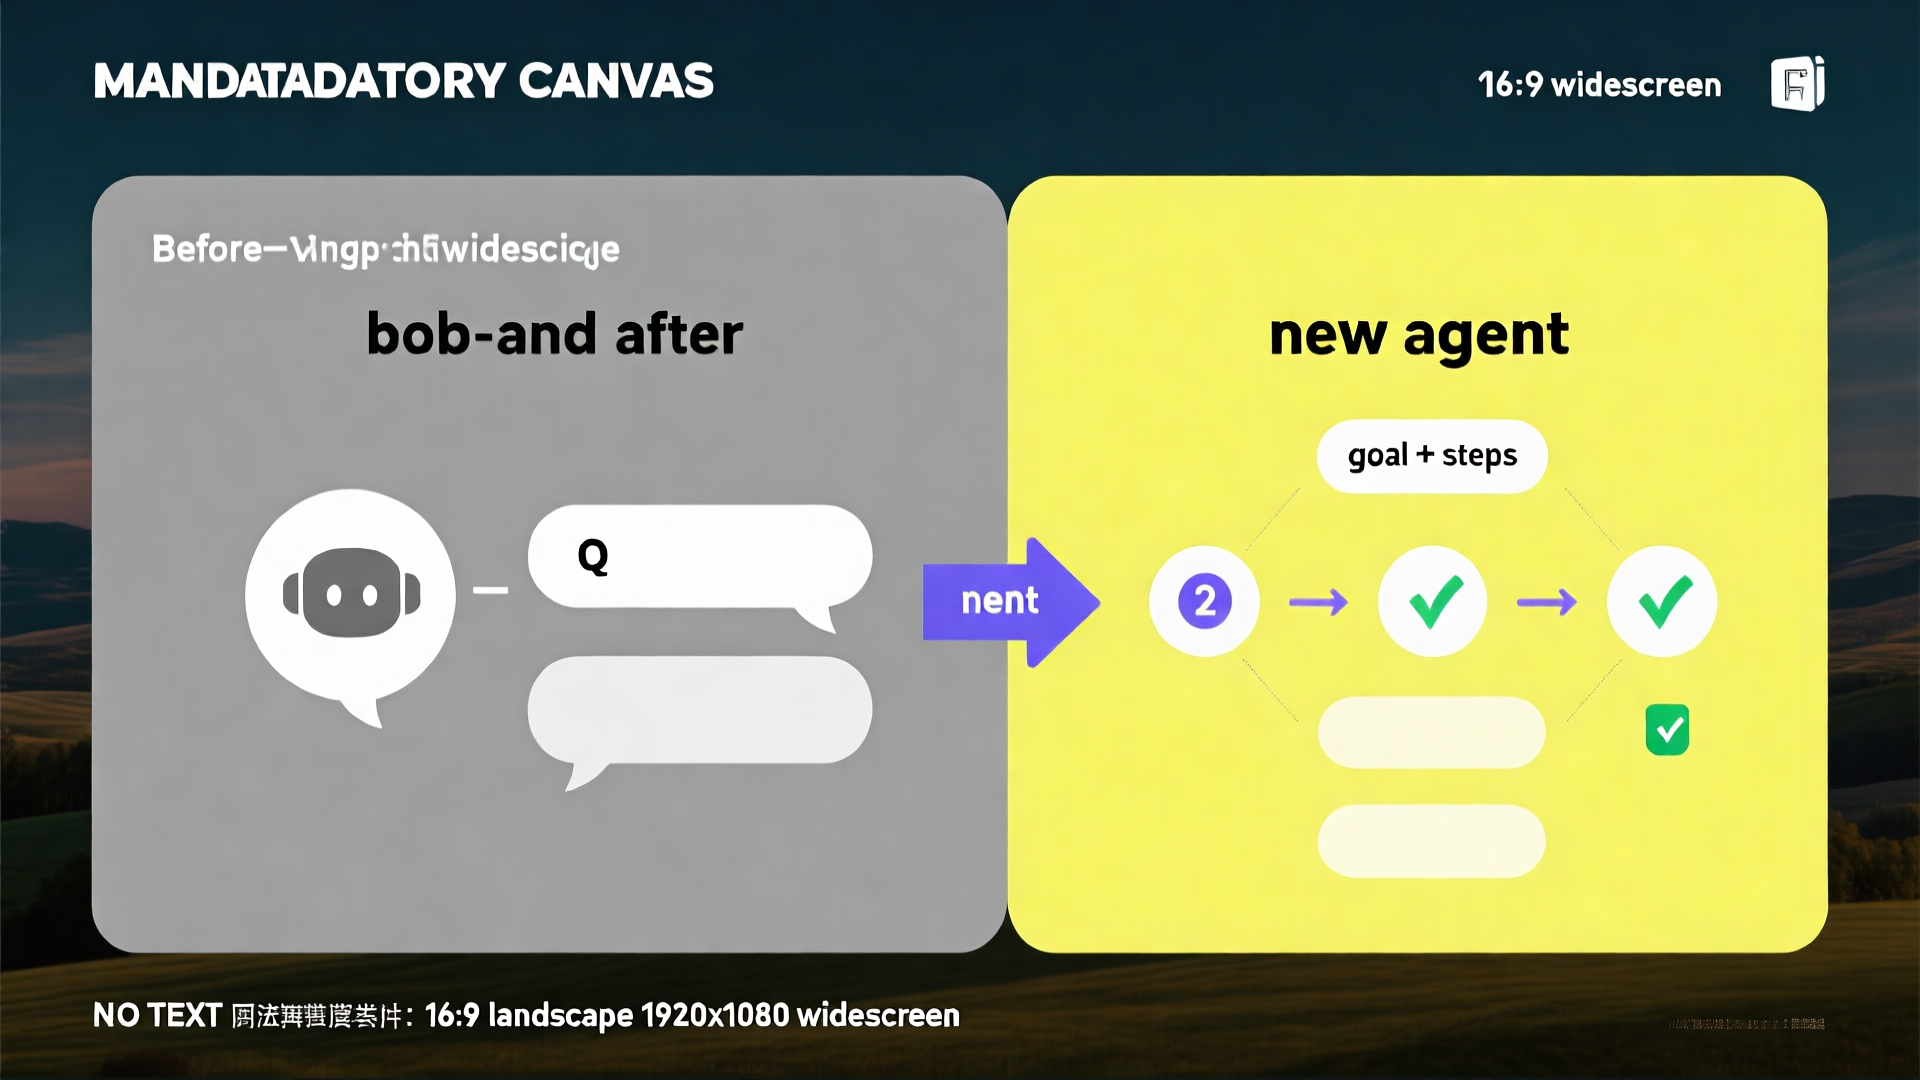 MANDATADATORY CANVAS
16:9 widescreen
bob-and after
new agent
goal + steps
Q
nent
2
NO TEXT : 16:9 landscape 1920x1080 widescreen